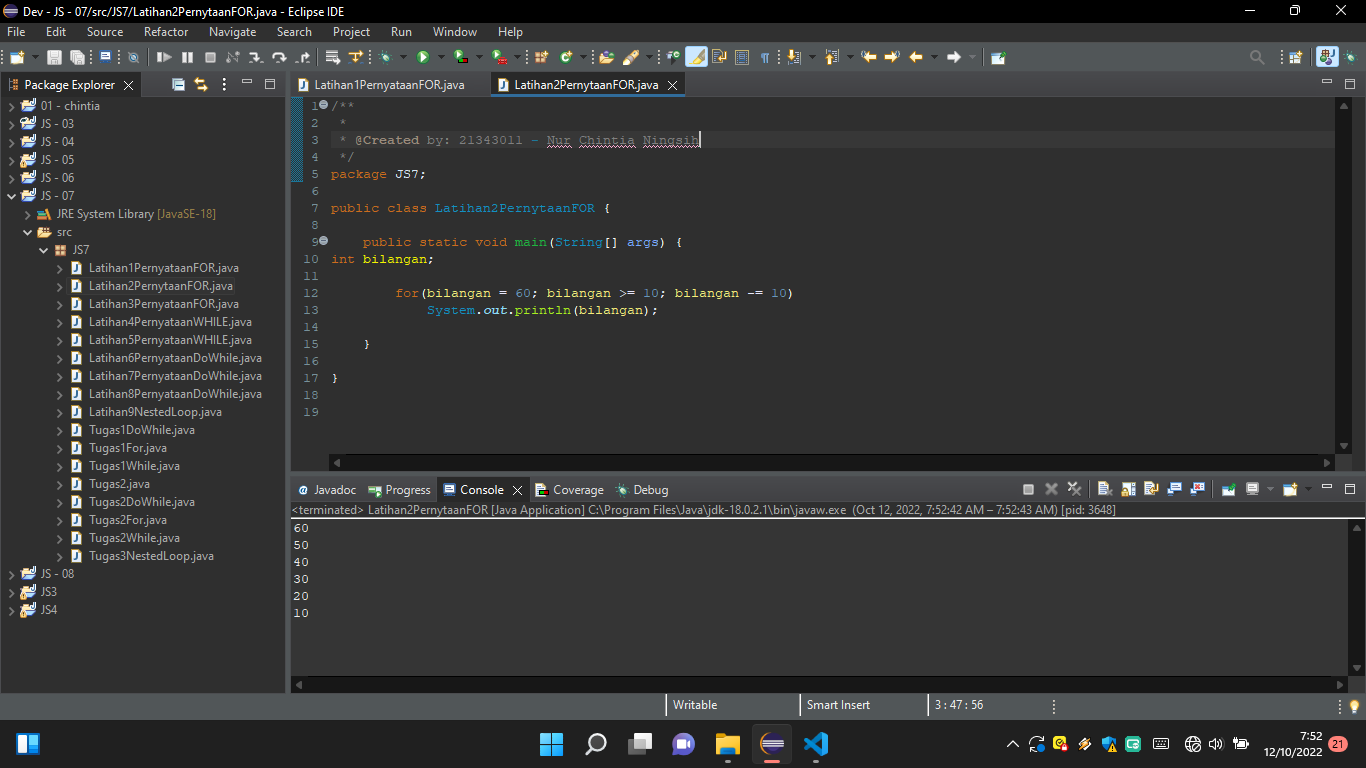 Dev - JS - 07/src/JS7/Latihan2PernytaanFOR.java - Eclipse IDE
File Edit Source Refactor Navigate Search Project Run Window Help
Package Explorer
01 - chintia
JS - 03
JS - 04
JS - 05
JS - 06
JS - 07
JRE System Library [JavaSE-18]
src
JS7
Latihan1PernyataanFOR.java
Latihan2PernytaanFOR.java
Latihan3PernyataanFOR.java
Latihan4PernyataanWHILE.java
Latihan5PernyataanWHILE.java
Latihan6PernyataanDoWhile.java
Latihan7PernyataanDoWhile.java
Latihan8PernyataanDoWhile.java
Latihan9NestedLoop.java
Tugas1DoWhile.java
Tugas1For.java
Tugas1While.java
Tugas2.java
Tugas2DoWhile.java
Tugas2For.java
Tugas2While.java
Tugas3NestedLoop.java
JS - 08
JS3
JS4
Latihan1PernyataanFOR.java Latihan2PernytaanFOR.java
1 /**
2 *
3 * @Created by: 21343011 - Nur Chintia Ningsih
4 */
5 package JS7;
6
7 public class Latihan2PernytaanFOR {
8
9 public static void main(String[] args) {
10 int bilangan;
11
12 for(bilangan = 60; bilangan >= 10; bilangan -= 10)
13 System.out.println(bilangan);
14
15 }
16
17 }
18
19
Javadoc Progress Console Coverage Debug
<terminated> Latihan2PernytaanFOR [Java Application] C:\Program Files\Java\jdk-18.0.2.1\bin\javaw.exe (Oct 12, 2022, 7:52:42 AM – 7:52:43 AM) [pid: 3648]
60
50
40
30
20
10
Writable Smart Insert 3 : 47 : 56
7:52
12/10/2022
21